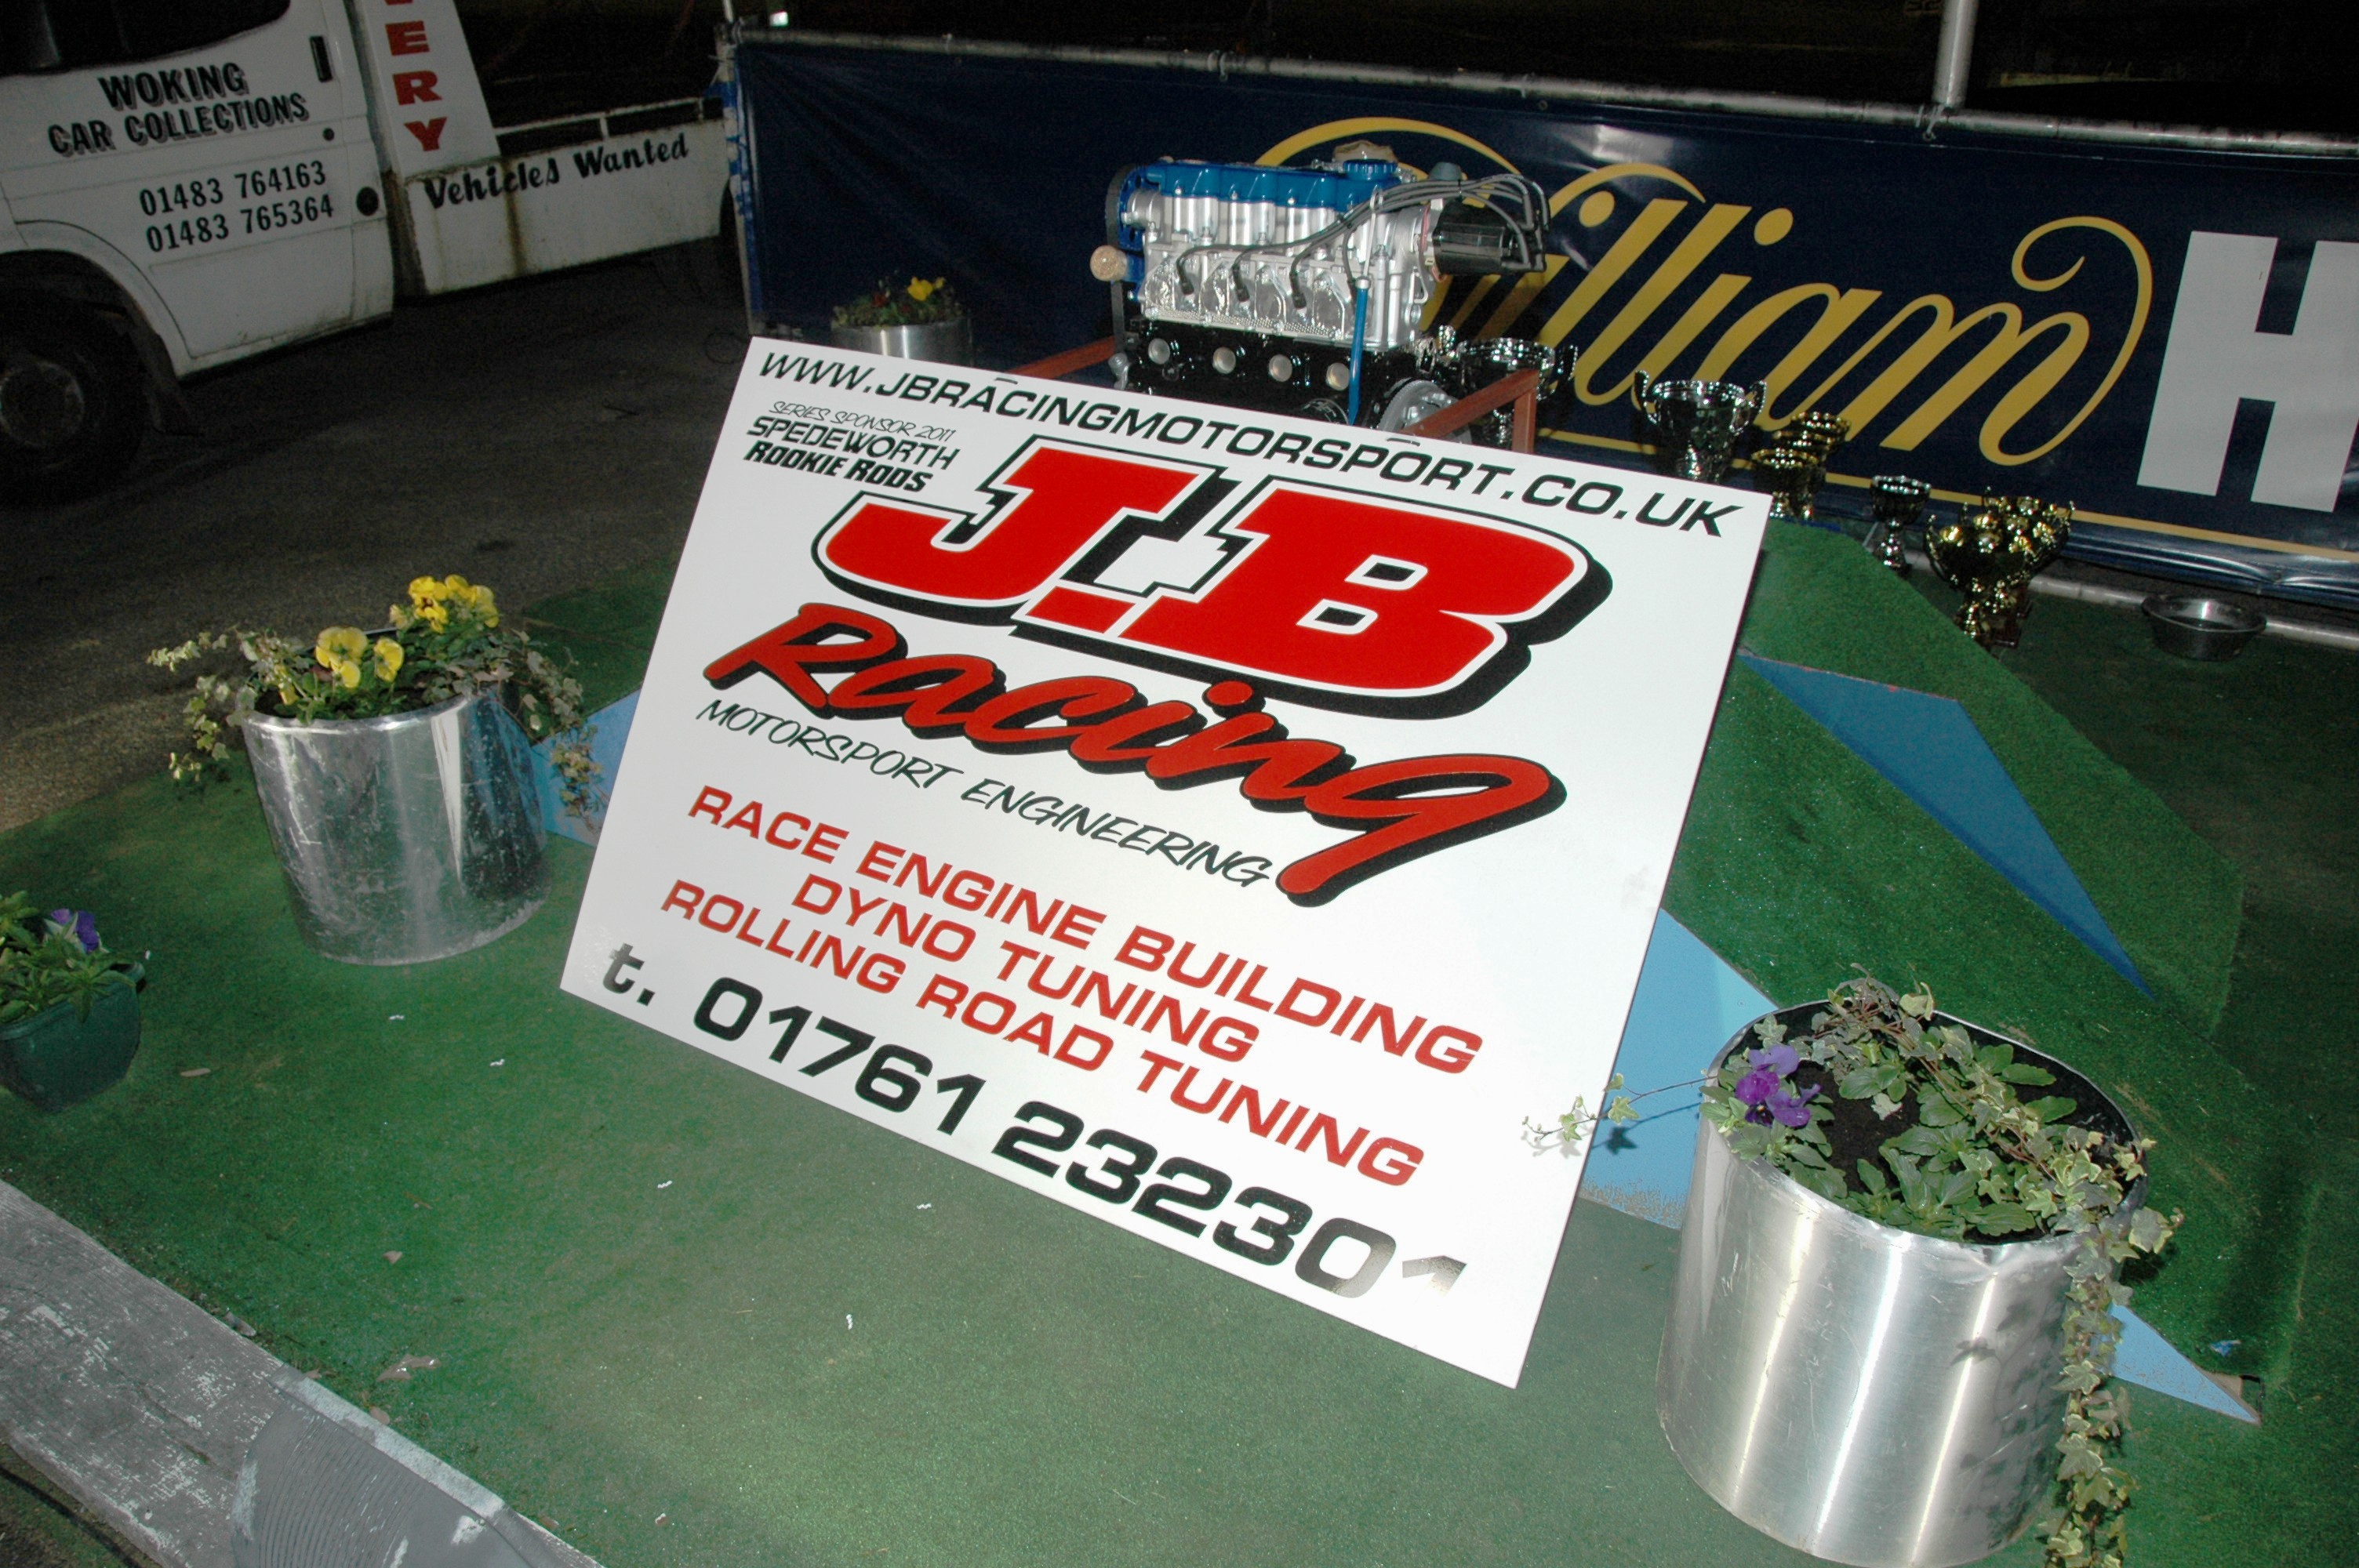 WOKING
CAR COLLECTIONS
01483 764163
01483 765364
ERY
Vehicles Wanted
William H
WWW.JBRACINGMOTORSPORT.CO.UK
SERIES SPONSOR 2011
SPEDEWORTH
ROOKIE RODS
J.B
Racing
MOTORSPORT ENGINEERING
RACE ENGINE BUILDING
DYNO TUNING
ROLLING ROAD TUNING
t. 01761 232301